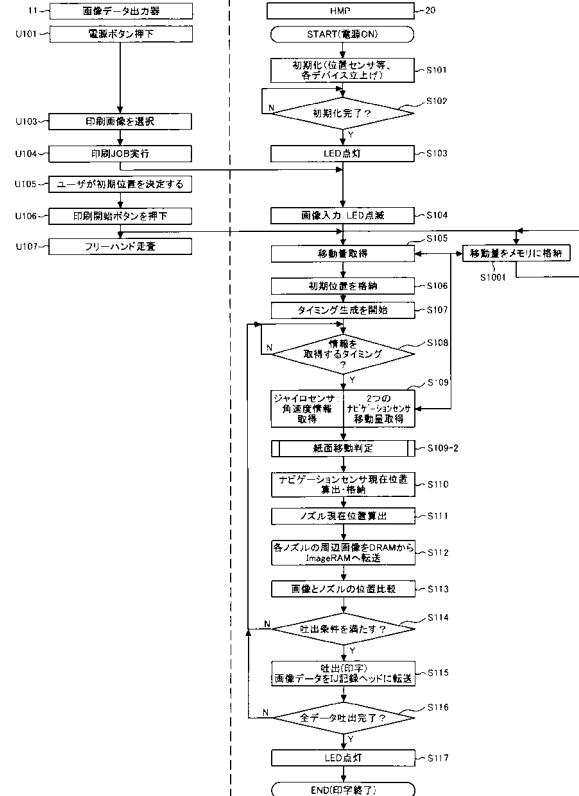 11 画像データ出力器
U101 電源ボタン押下
U103 印刷画像を選択
U104 印刷JOB実行
U105 ユーザが初期位置を決定する
U106 印刷開始ボタンを押下
U107 フリーハンド走査
HMP 20
START(電源ON)
初期化(位置センサ等、
各デバイス立上げ) S101
初期化完了? S102
N
Y
LED点灯 S103
画像入力 LED点滅 S104
移動量取得 S105
移動量をメモリに格納
S1001
初期位置を格納 S106
タイミング生成を開始 S107
情報を
取得するタイミング
? S108
N
Y
S109
ジャイロセンサ:
角速度情報
取得
2つの
ナビゲーションセンサ
移動量取得
紙面移動判定 S109-2
ナビゲーションセンサ現在位置
算出・格納 S110
ノズル現在位置算出 S111
各ノズルの周辺画像をDRAMから
ImageRAMへ転送 S112
画像とノズルの位置比較 S113
吐出条件を満たす? S114
N
Y
吐出(印字)
画像データをIJ記録ヘッドに転送 S115
全データ吐出完了? S116
N
Y
LED点灯 S117
END(印字終了)